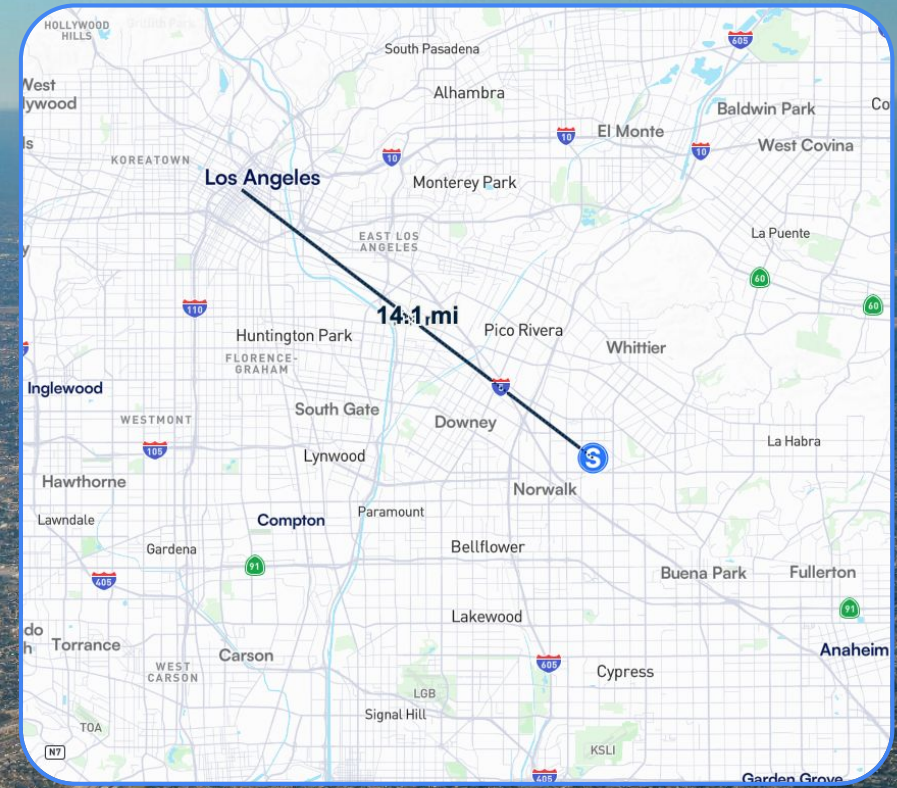 HOLLYWOOD
HILLS
South Pasadena
605
West
lywood
Alhambra
Baldwin Park
Co
ls
10
El Monte
10
West Covina
KOREATOWN
10
Los Angeles
Monterey Park
EAST LOS
ANGELES
La Puente
y
60
60
110
14.1 mi
Huntington Park
Pico Rivera
FLORENCE-
GRAHAM
Whittier
Inglewood
5
South Gate
WESTMONT
Downey
105
Lynwood
La Habra
S
Hawthorne
Norwalk
Lawndale
Compton
Paramount
Gardena
Bellflower
91
405
Buena Park
Fullerton
91
Lakewood
do
h
Torrance
Carson
Anaheim
WEST
CARSON
605
Cypress
LGB
Signal Hill
TOA
N7
KSLI
405
Garden Grove